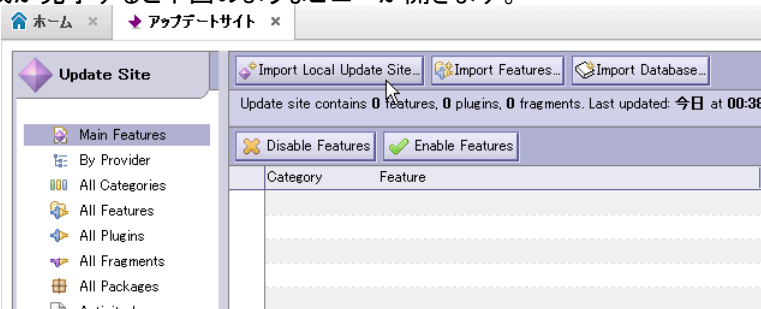 ホーム × アップデートサイト ×
Update Site
Import Local Update Site... Import Features... Import Database...
Update site contains 0 features, 0 plugins, 0 fragments. Last updated: 今日 at 00:38
Main Features
Disable Features Enable Features
By Provider
Category Feature
All Categories
All Features
All Plugins
All Fragments
All Packages